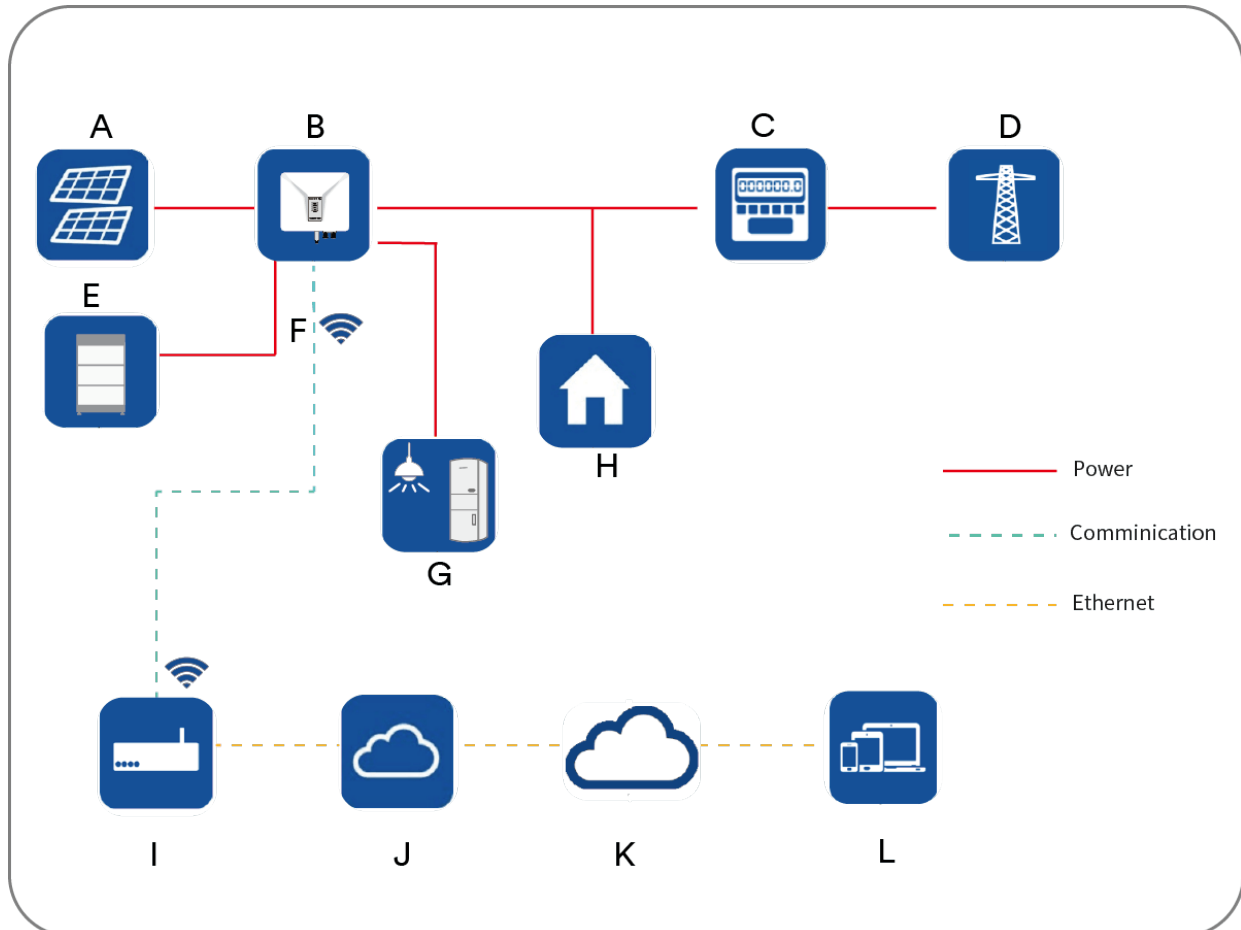 A
B
C
D
000000.0
E
F
H
G
Power
Comminication
Ethernet
I
J
K
L